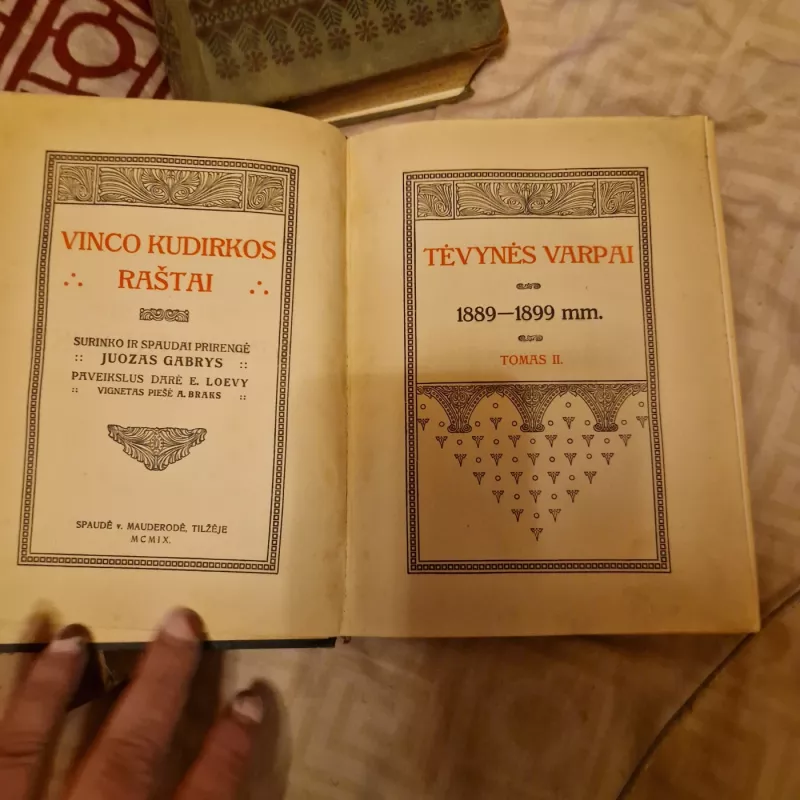 VINCO KUDIRKOS
RAŠTAI
SURINKO IR SPAUDAI PRIRENGĖ
:: JUOZAS GABRYS ::
PAVEIKSLUS DARĖ E. LOEVY
:: VIGNETAS PIEŠĖ A. BRAKS ::
SPAUDĖ v. MAUDERODĖ, TILŽĖJE
MCMIX.
TĖVYNĖS VARPAI
1889—1899 mm.
TOMAS II.